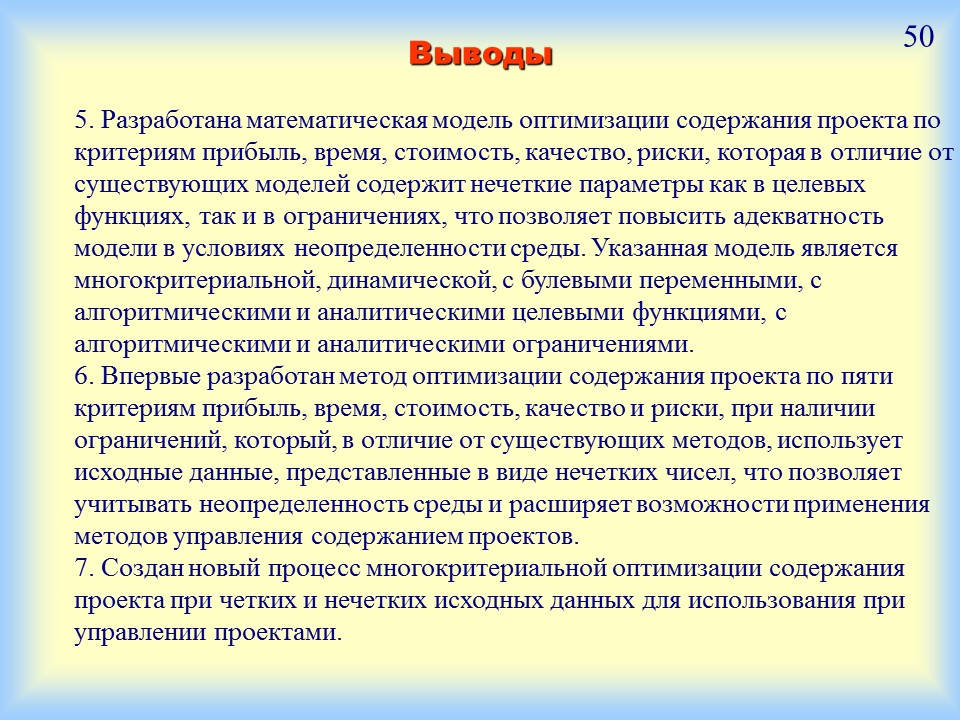 50
Выводы
5. Разработана математическая модель оптимизации содержания проекта по
критериям прибыль, время, стоимость, качество, риски, которая в отличие от
существующих моделей содержит нечеткие параметры как в целевых
функциях, так и в ограничениях, что позволяет повысить адекватность
модели в условиях неопределенности среды. Указанная модель является
многокритериальной, динамической, с булевыми переменными, с
алгоритмическими и аналитическими целевыми функциями, с
алгоритмическими и аналитическими ограничениями.
6. Впервые разработан метод оптимизации содержания проекта по пяти
критериям прибыль, время, стоимость, качество и риски, при наличии
ограничений, который, в отличие от существующих методов, использует
исходные данные, представленные в виде нечетких чисел, что позволяет
учитывать неопределенность среды и расширяет возможности применения
методов управления содержанием проектов.
7. Создан новый процесс многокритериальной оптимизации содержания
проекта при четких и нечетких исходных данных для использования при
управлении проектами.